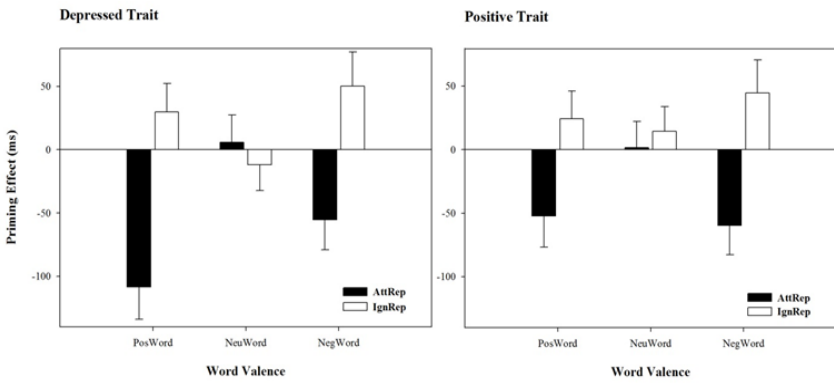 Depressed Trait
Positive Trait
Priming Effect (ms)
50
0
-50
-100
AttRep
IgnRep
PosWord NeuWord NegWord
Word Valence
50
0
-50
-100
AttRep
IgnRep
PosWord NeuWord NegWord
Word Valence